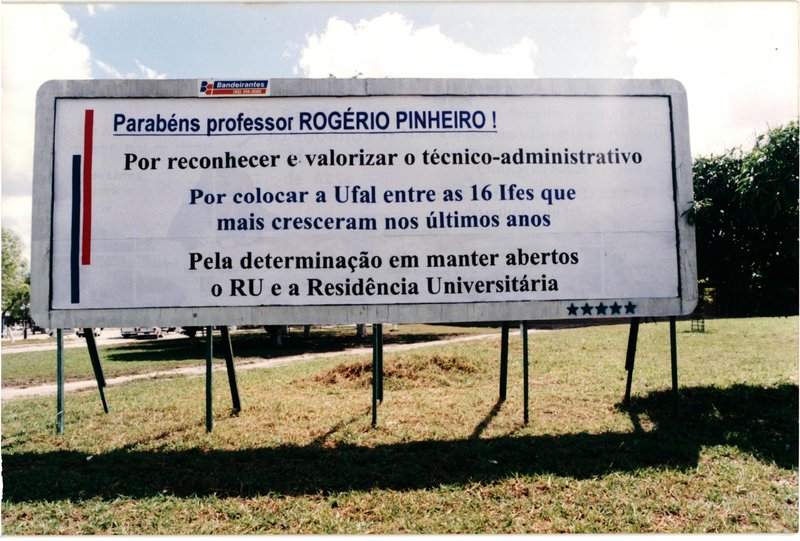 Bandeirantes
Parabéns professor ROGÉRIO PINHEIRO !
Por reconhecer e valorizar o técnico-administrativo
Por colocar a Ufal entre as 16 Ifes que
mais cresceram nos últimos anos
Pela determinação em manter abertos
o RU e a Residência Universitária